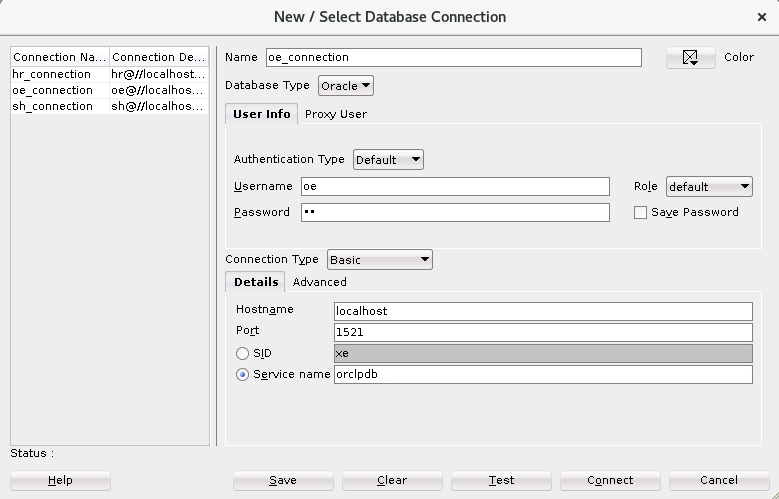 New / Select Database Connection
Connection Na... Connection De...
hr_connection hr@//localhost...
oe_connection oe@//localhos...
sh_connection sh@//localhos...
Name oe_connection Color
Database Type Oracle
User Info Proxy User
Authentication Type Default
Username oe Role default
Password •• Save Password
Connection Type Basic
Details Advanced
Hostname localhost
Port 1521
SID xe
Service name orclpdb
Status :
Help Save Clear Test Connect Cancel